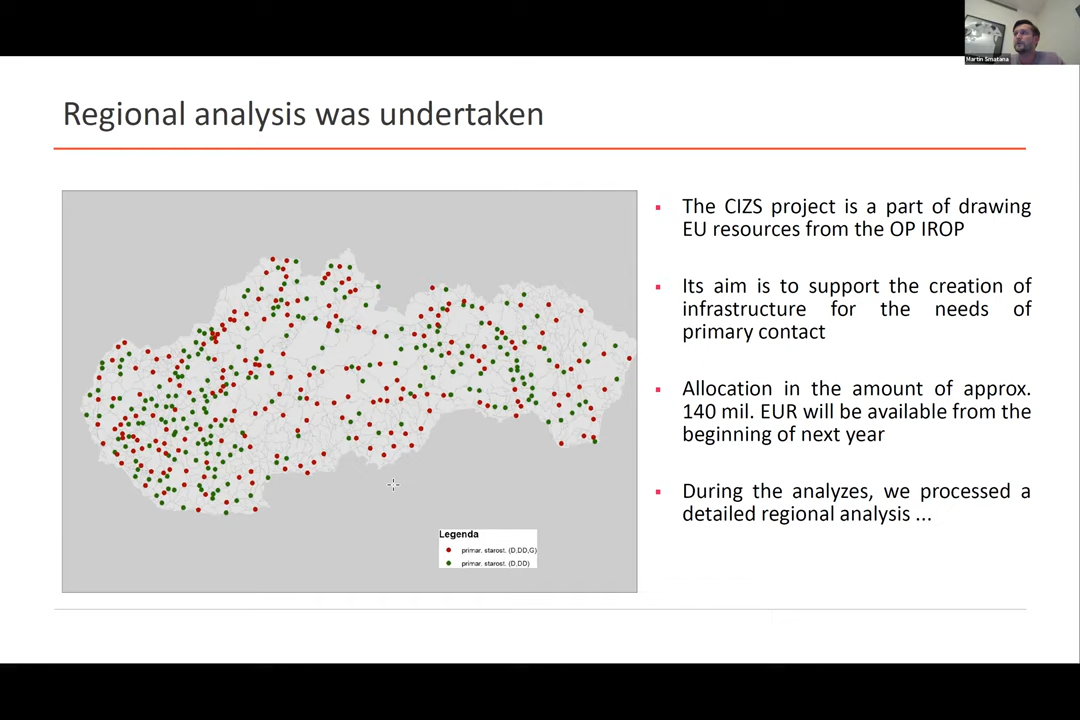 Martin Smatana
Regional analysis was undertaken
▪ The CIZS project is a part of drawing
EU resources from the OP IROP
▪ Its aim is to support the creation of
infrastructure for the needs of
primary contact
▪ Allocation in the amount of approx.
140 mil. EUR will be available from the
beginning of next year
▪ During the analyzes, we processed a
detailed regional analysis ...
Legenda
primar. starost. (D,DD,G)
primar. starost. (D,DD)